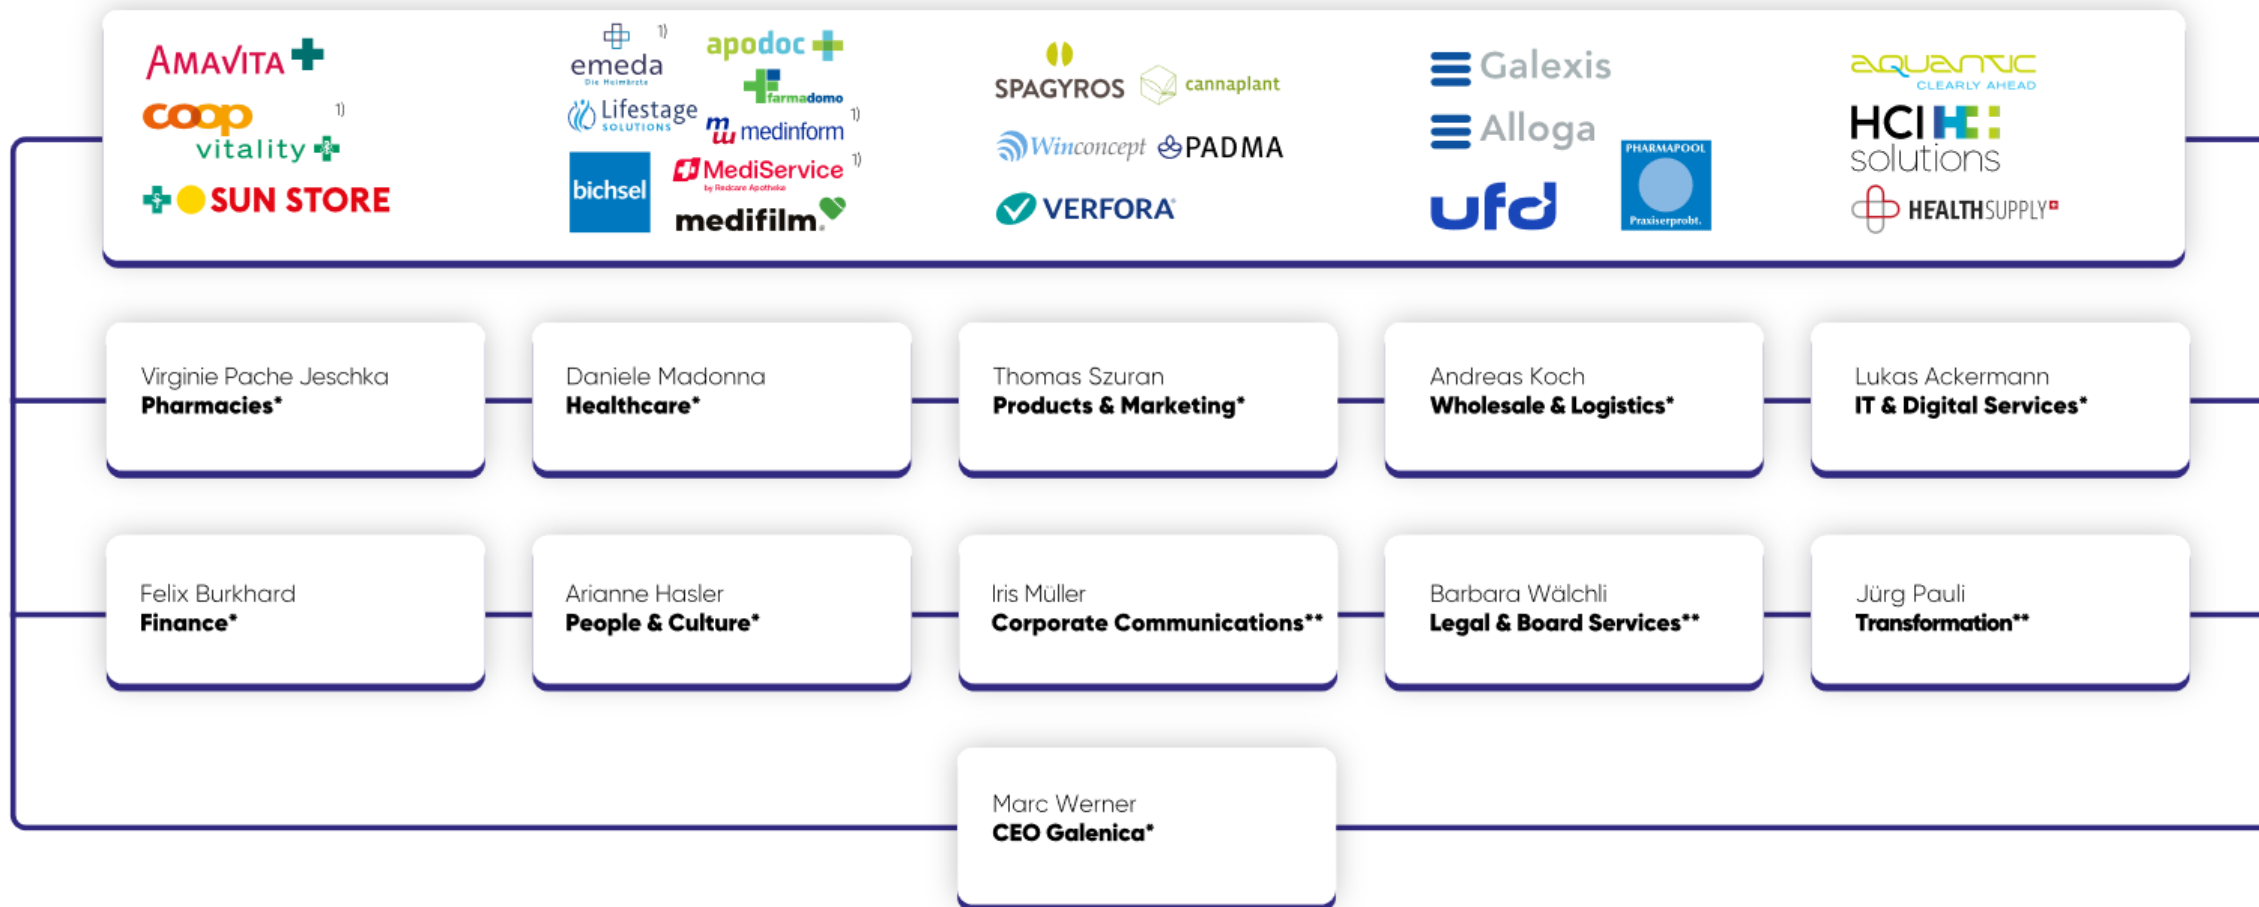 AMAVITA
coop 1)
vitality
SUN STORE
emeda 1)
Die Heimärzte
apodoc
farmadomo
Lifestage
SOLUTIONS
medinform 1)
bichsel
MediService 1)
by Redcare Apotheke
medifilm.
SPAGYROS
cannaplant
Winconcept
PADMA
VERFORA
Galexis
Alloga
ufd
PHARMAPOOL
Praxiserprobt.
aquantic
CLEARLY AHEAD
HCI
solutions
HEALTHSUPPLY
Virginie Pache Jeschka
Pharmacies*
Daniele Madonna
Healthcare*
Thomas Szuran
Products & Marketing*
Andreas Koch
Wholesale & Logistics*
Lukas Ackermann
IT & Digital Services*
Felix Burkhard
Finance*
Arianne Hasler
People & Culture*
Iris Müller
Corporate Communications**
Barbara Wälchli
Legal & Board Services**
Jürg Pauli
Transformation**
Marc Werner
CEO Galenica*